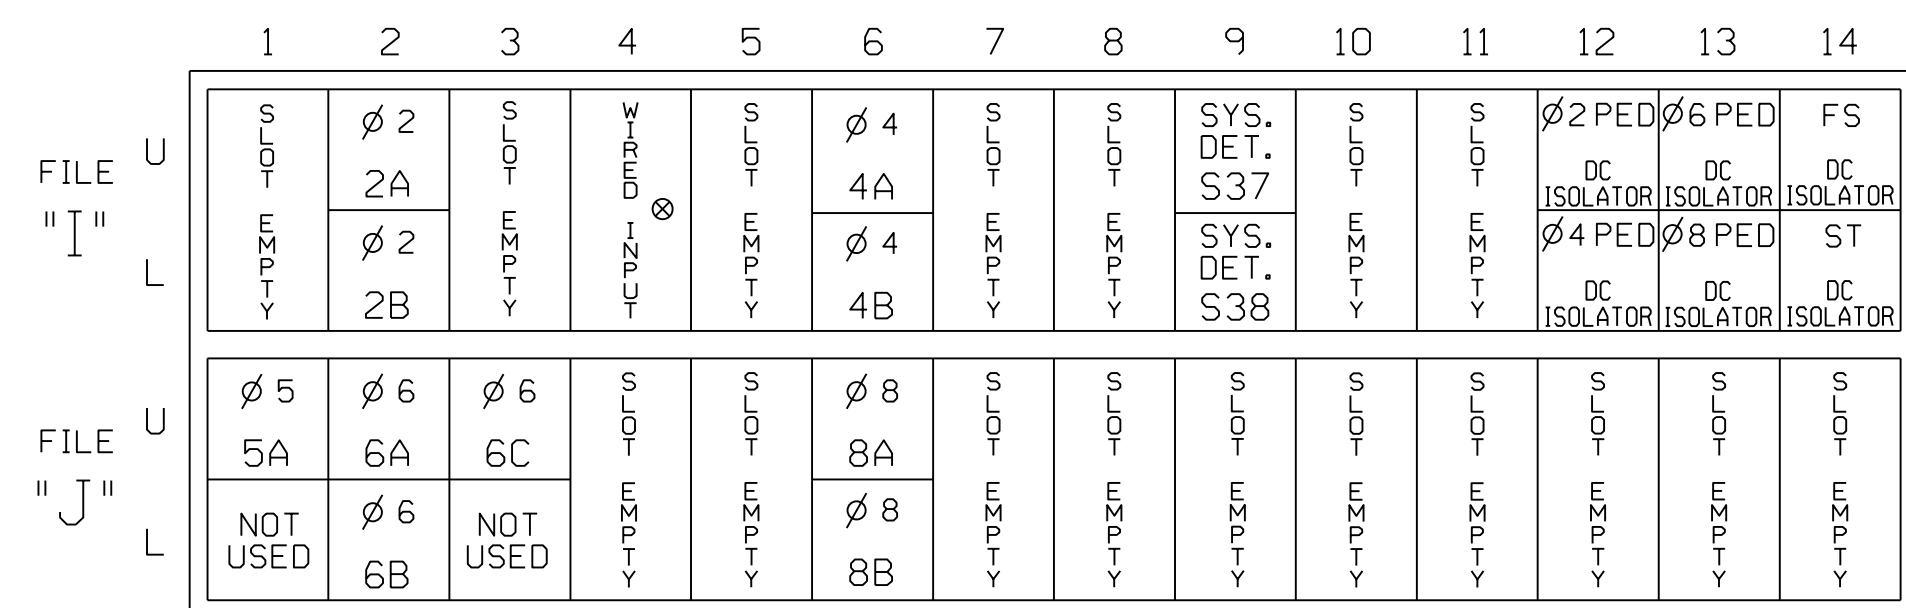 1 2 3 4 5 6 7 8 9 10 11 12 13 14
FILE
"I"
U
L
SLOT EMPTY
Ø 2
2A
Ø 2
2B
SLOT EMPTY
WIRED INPUT
⊗
SLOT EMPTY
Ø 4
4A
Ø 4
4B
SLOT EMPTY
SLOT EMPTY
SYS.
DET.
S37
SYS.
DET.
S38
SLOT EMPTY
SLOT EMPTY
Ø2 PED
DC
ISOLATOR
Ø4 PED
DC
ISOLATOR
Ø6 PED
DC
ISOLATOR
Ø8 PED
DC
ISOLATOR
FS
DC
ISOLATOR
ST
DC
ISOLATOR
FILE
"J"
U
L
Ø 5
5A
NOT
USED
Ø 6
6A
Ø 6
6B
Ø 6
6C
NOT
USED
SLOT EMPTY
SLOT EMPTY
Ø 8
8A
Ø 8
8B
SLOT EMPTY
SLOT EMPTY
SLOT EMPTY
SLOT EMPTY
SLOT EMPTY
SLOT EMPTY
SLOT EMPTY
SLOT EMPTY